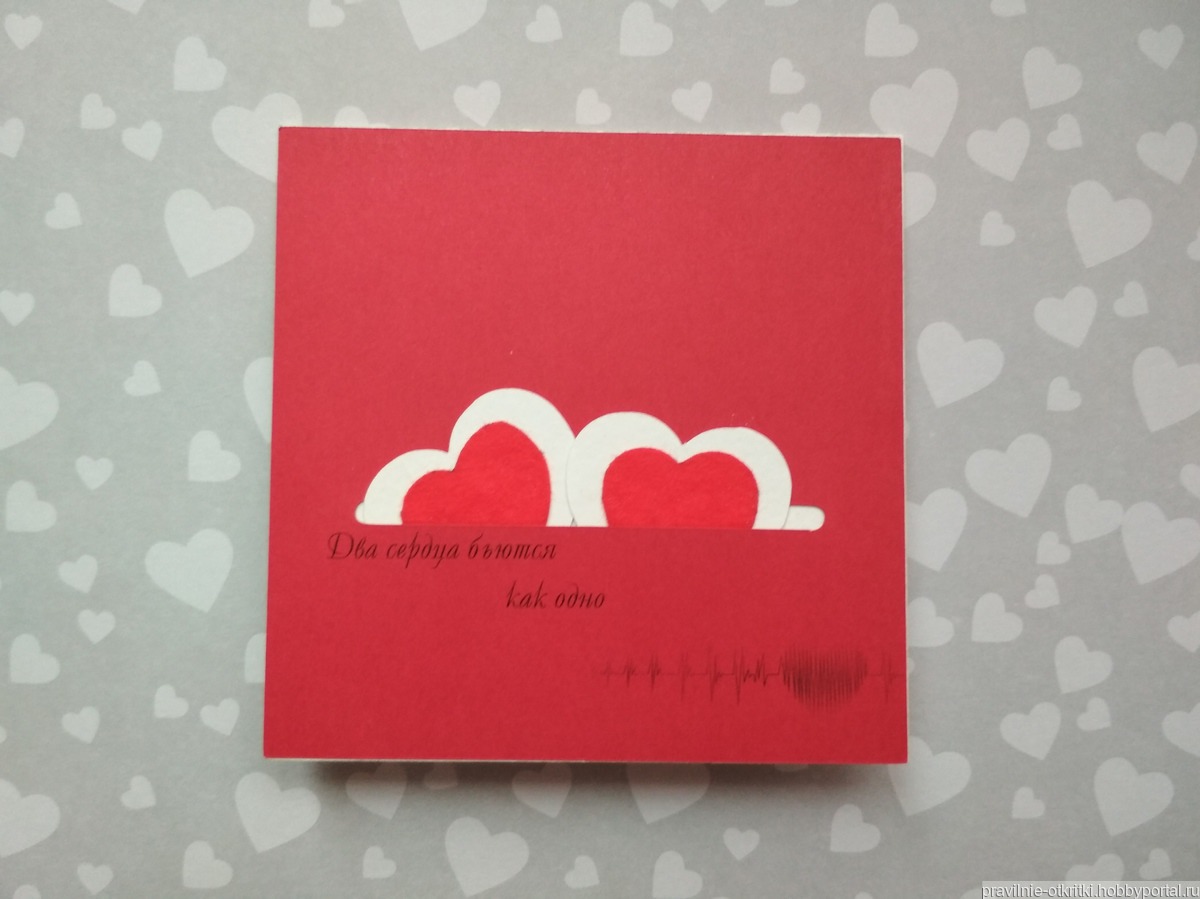 Два сердца бьются
как одно
pravilnie-otkritki.hobbyportal.ru